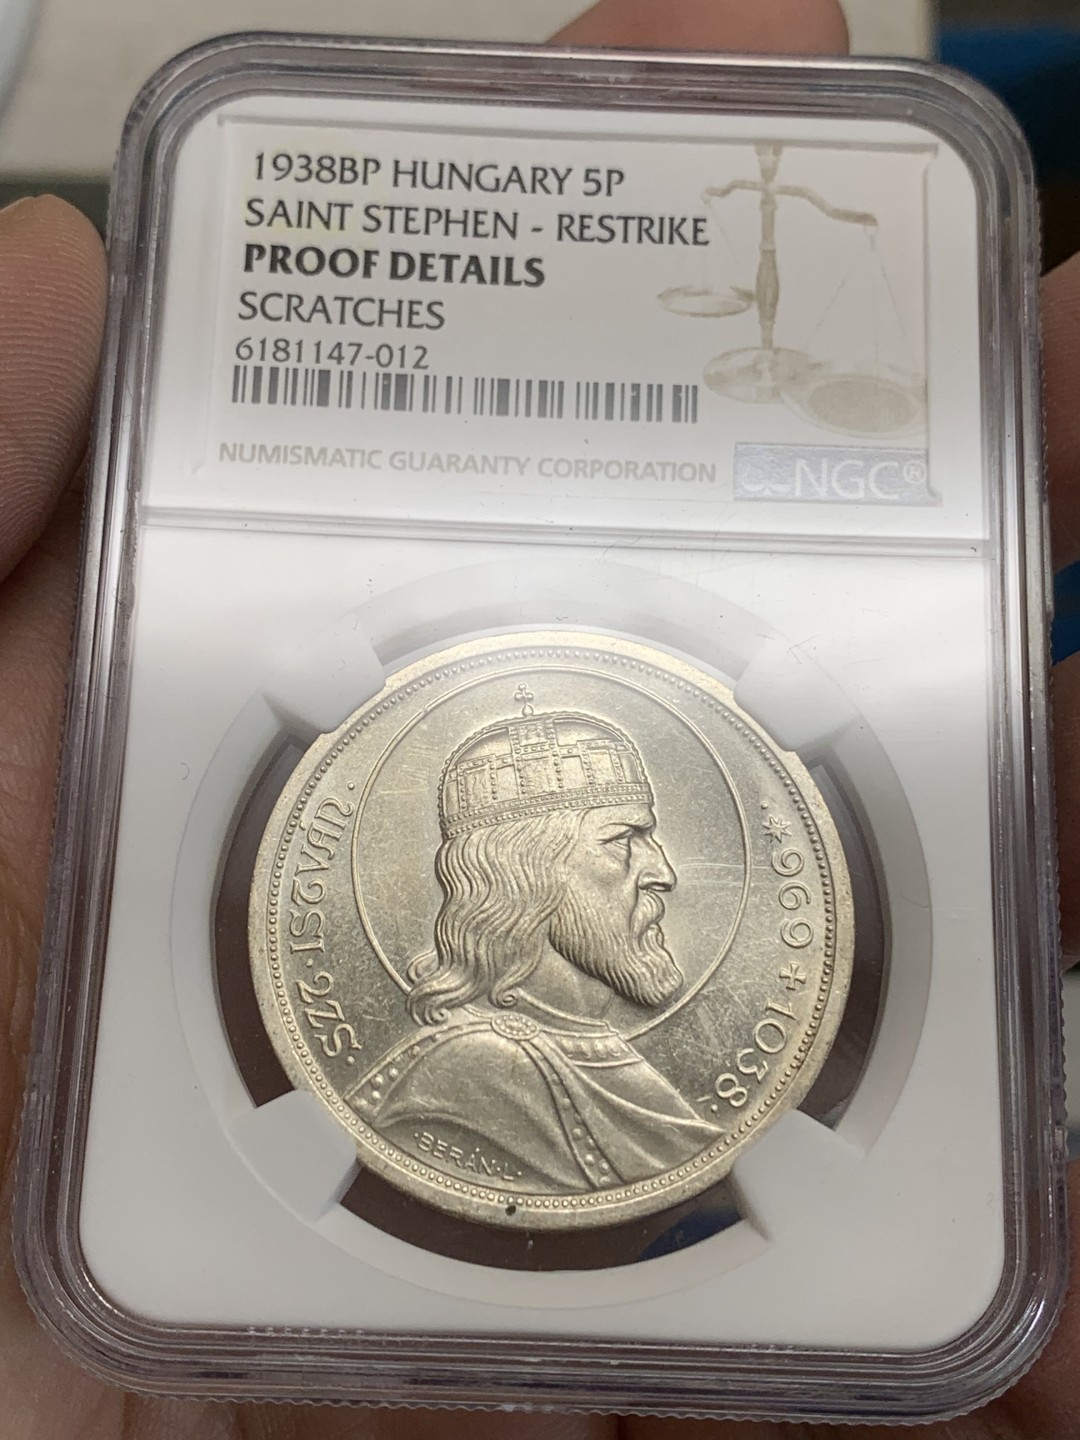 1938BP HUNGARY 5P
SAINT STEPHEN - RESTRIKE
PROOF DETAILS
SCRATCHES
6181147-012
NUMISMATIC GUARANTY CORPORATION
NGC®
·SZZ·ISTVÁN·
·*969+1038·
·BERÁN·L·